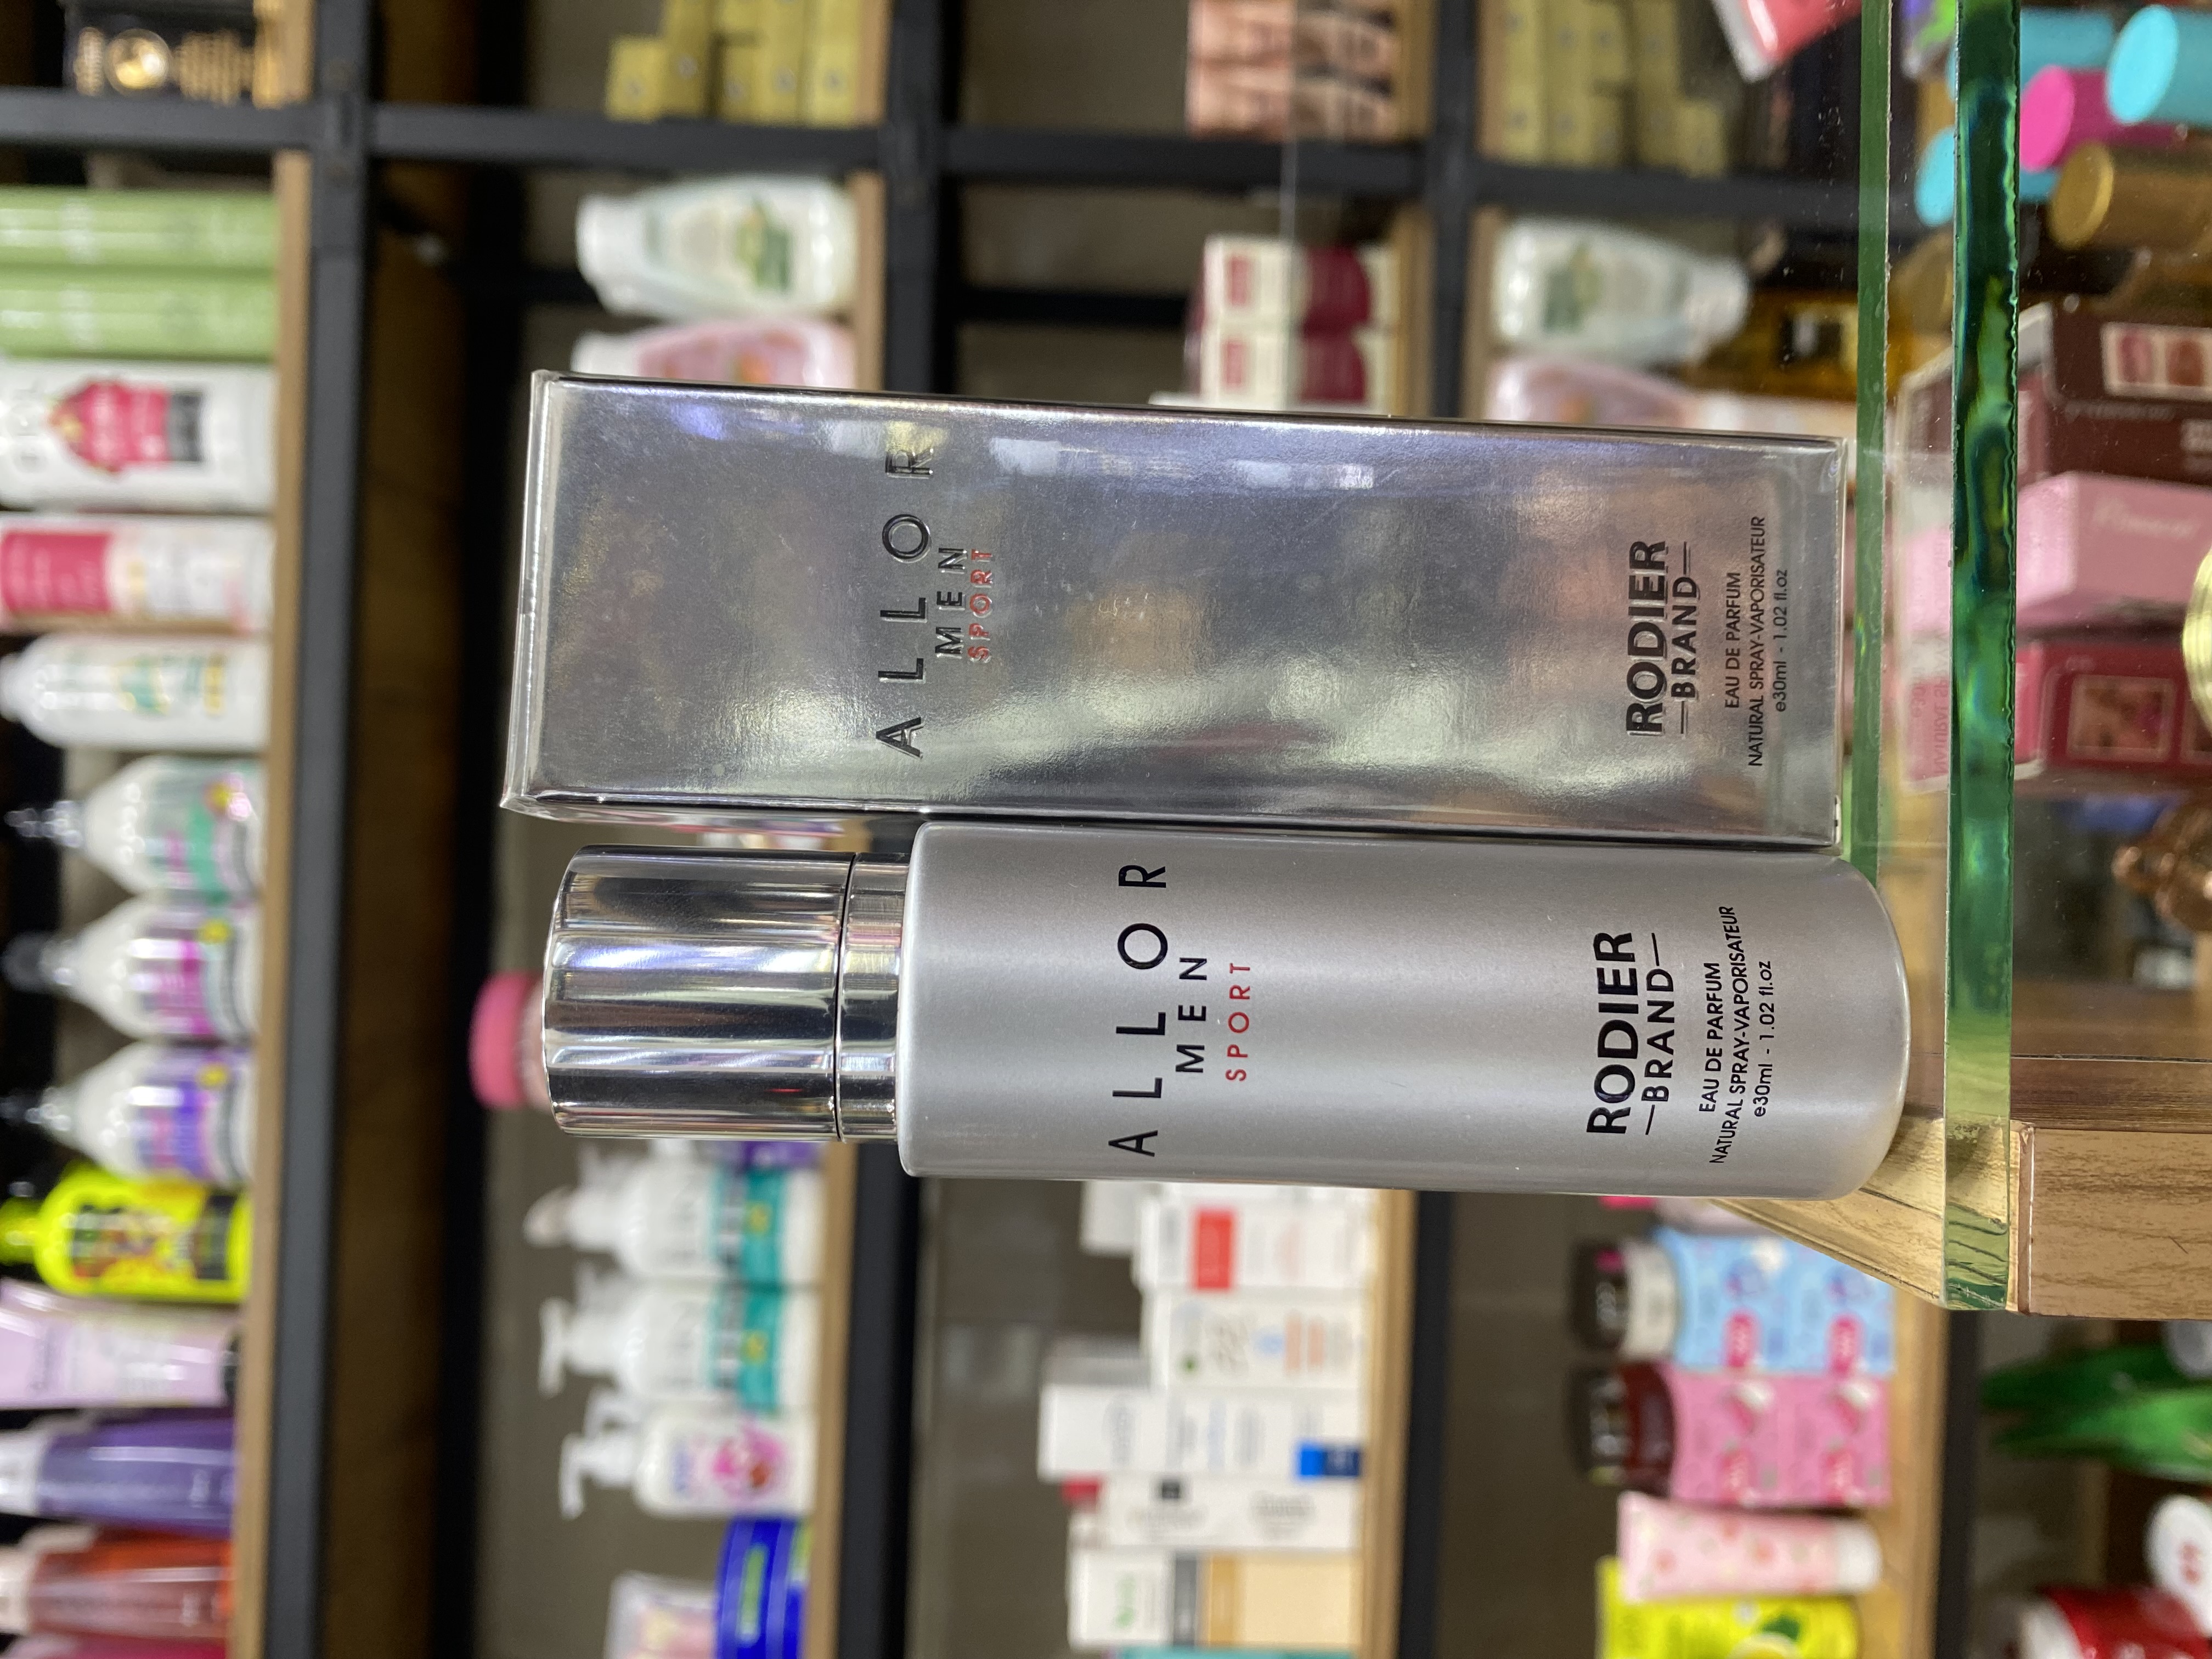 ALLOR
MEN
SPORT
RODIER
BRAND
EAU DE PARFUM
NATURAL SPRAY-VAPORISATEUR
e30ml - 1.02 fl.oz
ALLOR
MEN
SPORT
RODIER
BRAND
EAU DE PARFUM
NATURAL SPRAY-VAPORISATEUR
e30ml - 1.02 fl.oz